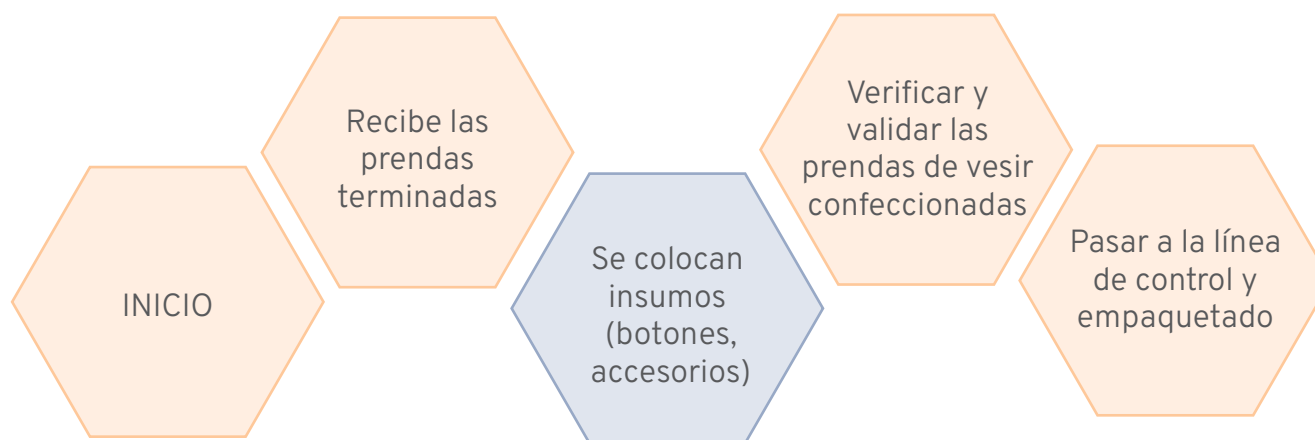 INICIO
Recibe las
prendas
terminadas
Se colocan
insumos
(botones,
accesorios)
Verificar y
validar las
prendas de vesir
confeccionadas
Pasar a la línea
de control y
empaquetado